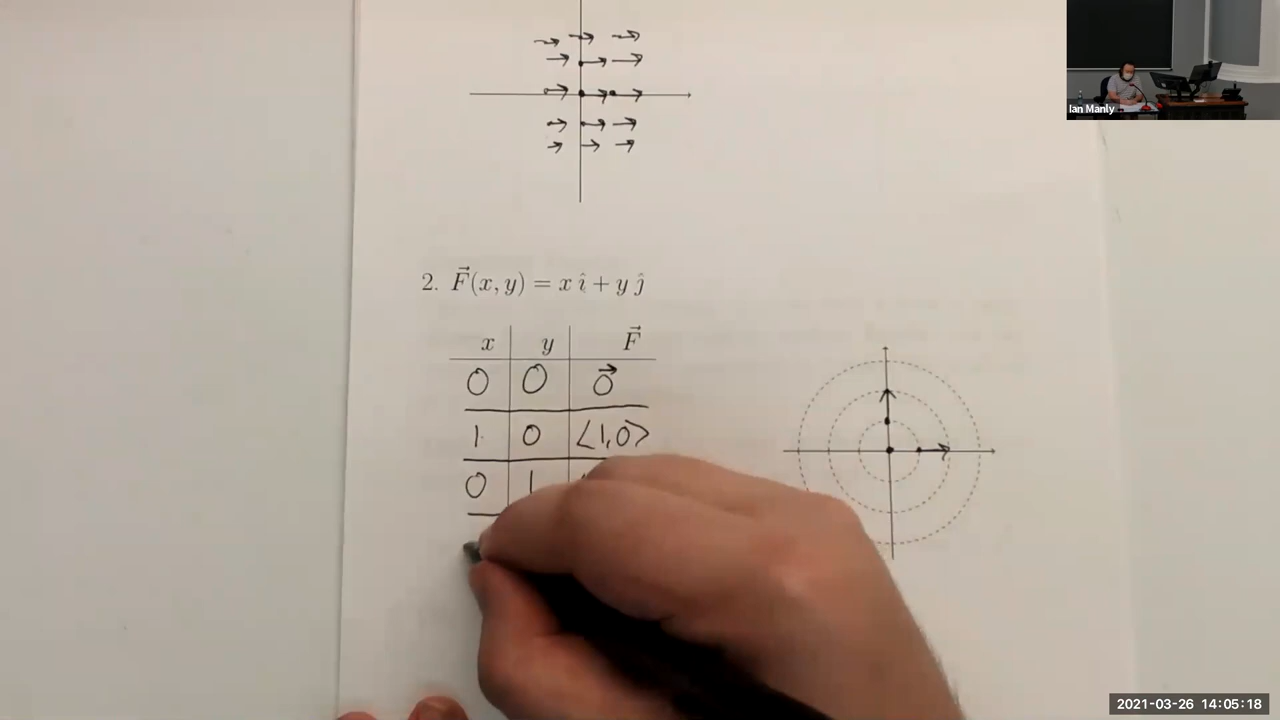 Ian Manly
2. F⃗(x, y) = x î + y ĵ
x y F⃗
0 0 0⃗
1 0 <1,0>
0 1
2021-03-26 14:05:18